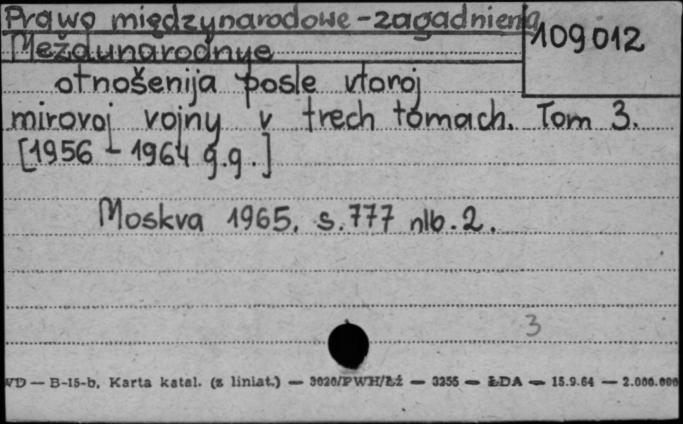 Prawo międzynarodowe - zagadnienia
109012
Meždunarodnye
otnošenija posle vtoroj
mirovoj vojny v trech tomach. Tom 3.
[1956 - 1964 g.g.]
Moskva 1965. s. 777 nlb. 2.
3
WD — B-15-b, Karta katal. (z liniat.) — 3020/PWH/Łź — 3255 — ŁDA — 15.9.64 — 2.000.000